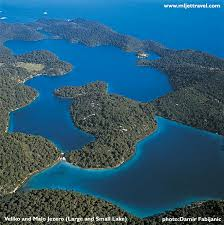 www.mljettravel.com
Veliko and Malo Jezero (Large and Small Lake)
photo:Damir Fabijanic